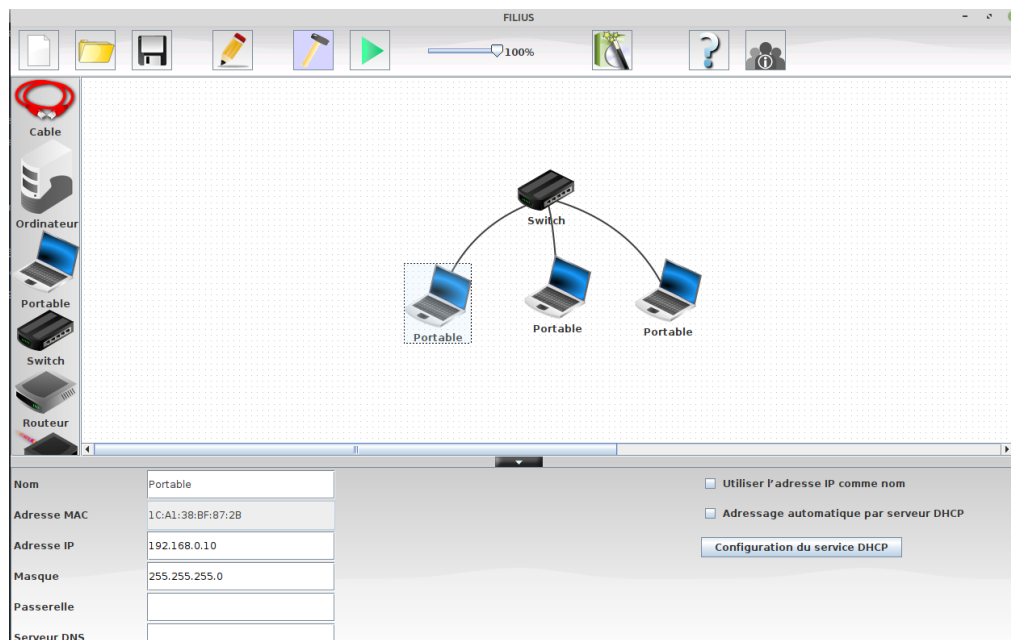 FILIUS
100%
Cable
Ordinateur
Portable
Switch
Routeur
Switch
Portable
Portable
Portable
Nom
Portable
Utiliser l'adresse IP comme nom
Adresse MAC
1C:A1:38:BF:87:2B
Adressage automatique par serveur DHCP
Adresse IP
192.168.0.10
Configuration du service DHCP
Masque
255.255.255.0
Passerelle
Serveur DNS